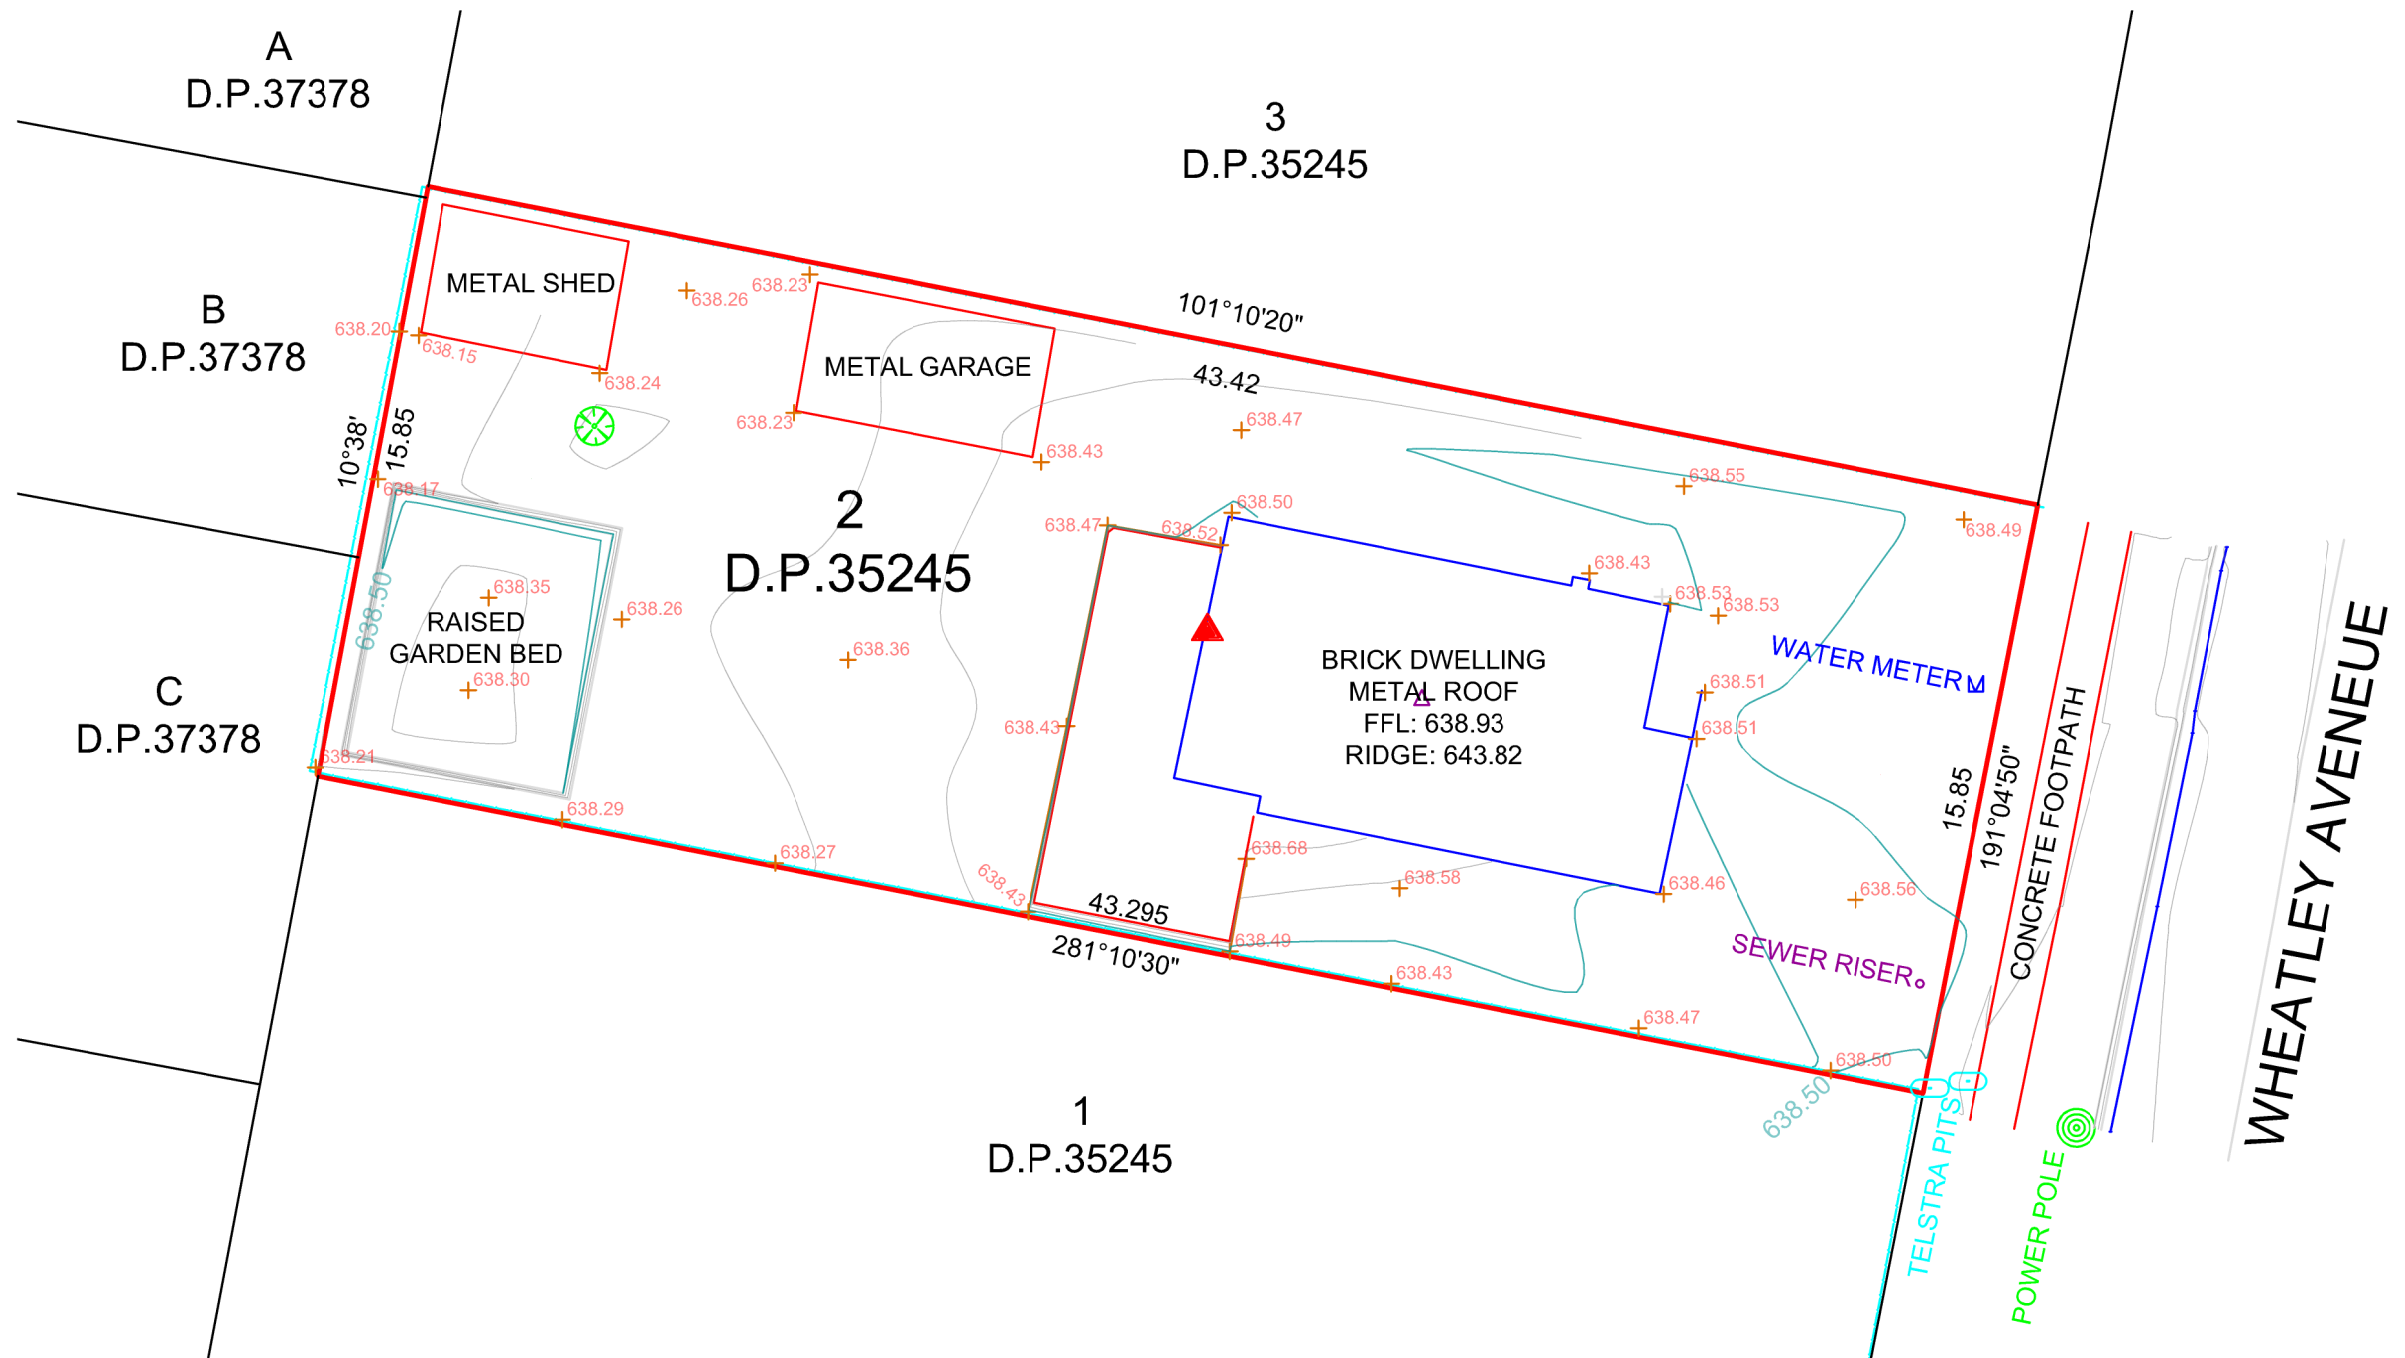 A
D.P.37378
3
D.P.35245
METAL SHED
638.26
638.23
B
D.P.37378
638.20
638.15
101°10'20"
METAL GARAGE
638.24
43.42
638.23
638.47
10°38'
15.85
638.43
638.17
638.55
2
D.P.35245
638.50
638.47
638.52
638.49
638.43
638.50
638.35
638.53
638.53
638.26
RAISED
GARDEN BED
638.36
638.30
BRICK DWELLING
METAL ROOF
FFL: 638.93
RIDGE: 643.82
WATER METER
638.51
638.51
C
D.P.37378
638.43
638.21
638.29
638.27
15.85
191°04'50"
CONCRETE FOOTPATH
WHEATLEY AVENEUE
638.68
638.58
638.46
638.56
638.43
43.295
281°10'30"
638.49
638.43
SEWER RISER
638.47
638.50
638.50
1
D.P.35245
TELSTRA PITS
POWER POLE